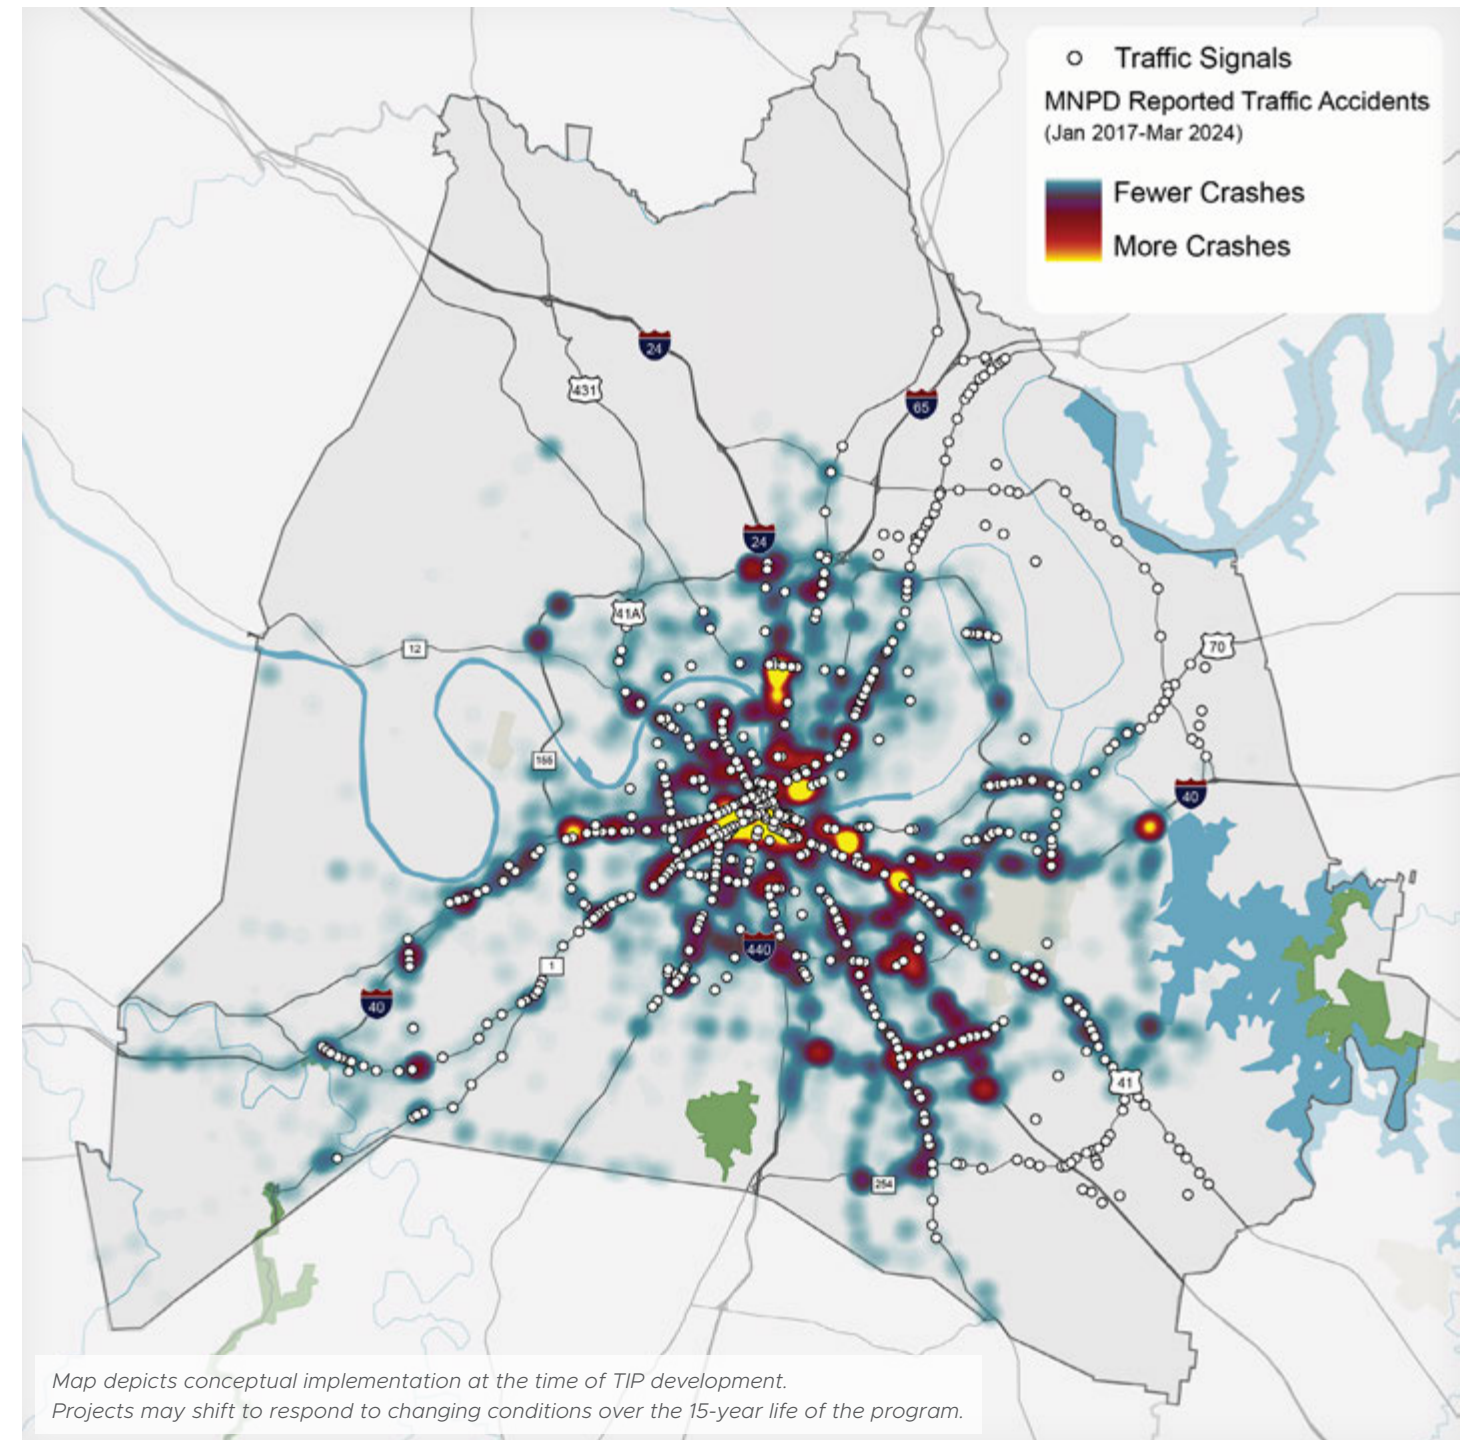 Traffic Signals
MNPD Reported Traffic Accidents
(Jan 2017-Mar 2024)
Fewer Crashes
More Crashes
24
431
65
24
41A
12
70
155
40
440
1
40
41
254
Map depicts conceptual implementation at the time of TIP development.
Projects may shift to respond to changing conditions over the 15-year life of the program.